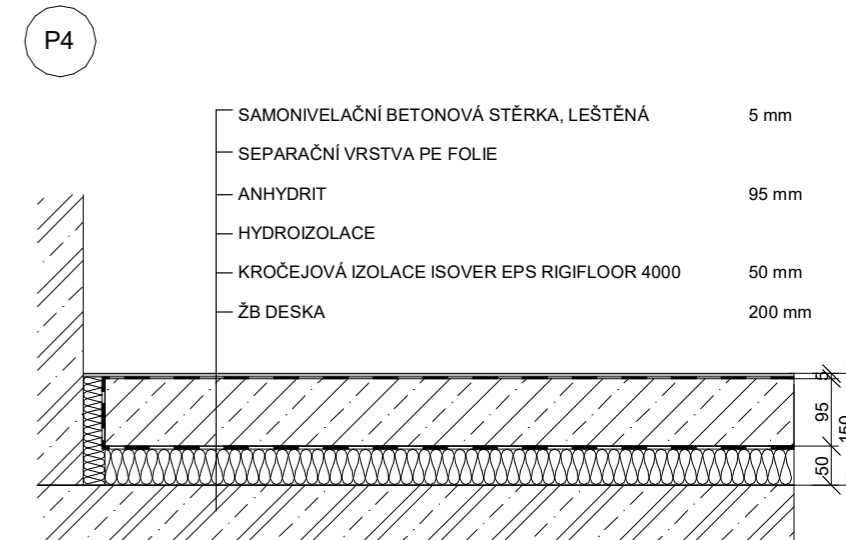 P4
SAMONIVELAČNÍ BETONOVÁ STĚRKA, LEŠTĚNÁ 5 mm
SEPARAČNÍ VRSTVA PE FOLIE
ANHYDRIT 95 mm
HYDROIZOLACE
KROČEJOVÁ IZOLACE ISOVER EPS RIGIFLOOR 4000 50 mm
ŽB DESKA 200 mm
5
95
150
50